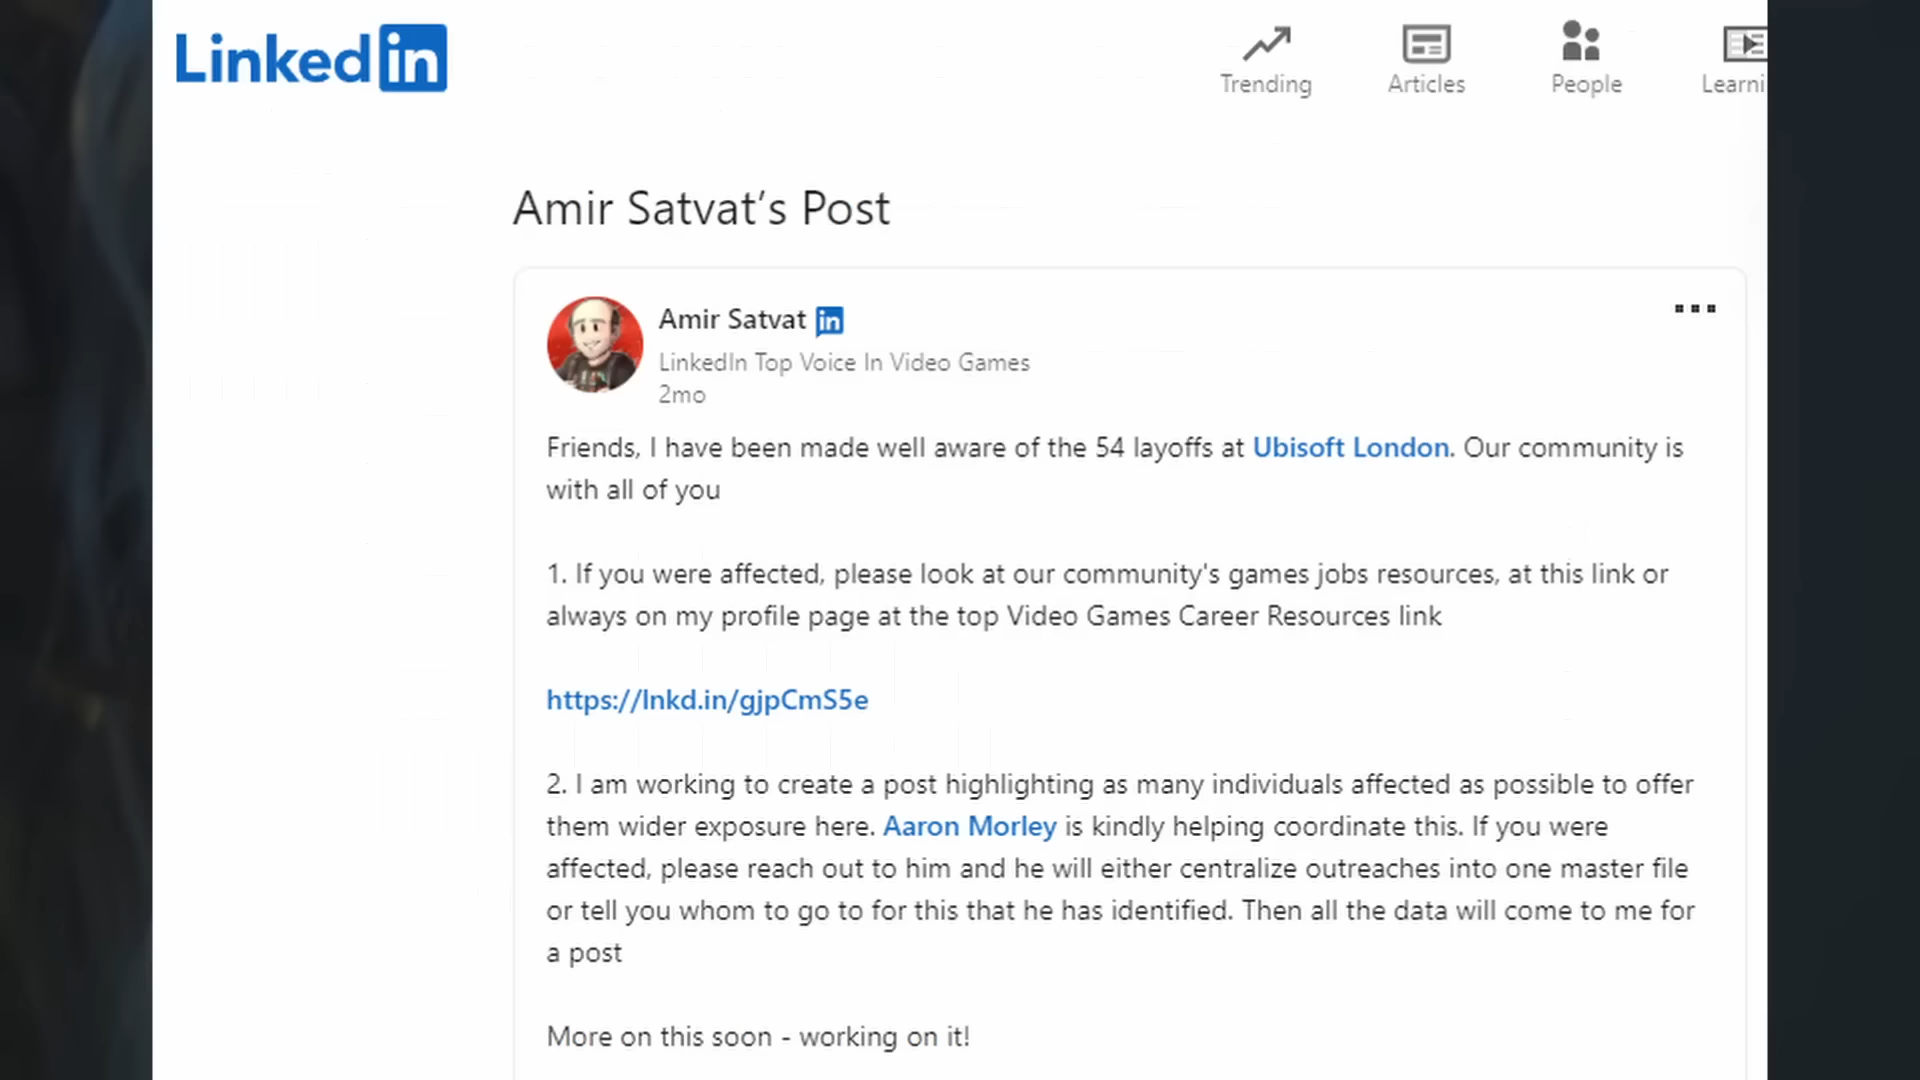 Linked in
Trending
Articles
People
Learni
Amir Satvat's Post
Amir Satvat in
LinkedIn Top Voice In Video Games
2mo
Friends, I have been made well aware of the 54 layoffs at Ubisoft London. Our community is
with all of you
1. If you were affected, please look at our community's games jobs resources, at this link or
always on my profile page at the top Video Games Career Resources link
https://lnkd.in/gjpCmS5e
2. I am working to create a post highlighting as many individuals affected as possible to offer
them wider exposure here. Aaron Morley is kindly helping coordinate this. If you were
affected, please reach out to him and he will either centralize outreaches into one master file
or tell you whom to go to for this that he has identified. Then all the data will come to me for
a post
More on this soon - working on it!